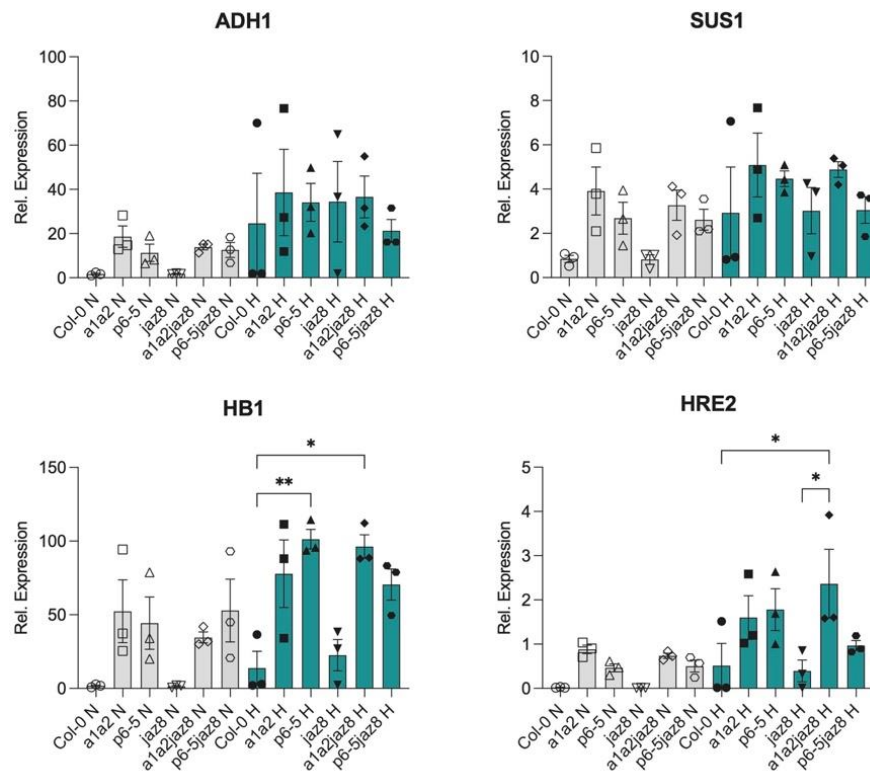 ADH1
Rel. Expression
100
80
60
40
20
0
Col-0 N
a1a2 N
p6-5 N
jaz8 N
a1a2jaz8 N
p6-5jaz8 N
Col-0 H
a1a2 H
p6-5 H
jaz8 H
a1a2jaz8 H
p6-5jaz8 H
SUS1
Rel. Expression
10
8
6
4
2
0
Col-0 N
a1a2 N
p6-5 N
jaz8 N
a1a2jaz8 N
p6-5jaz8 N
Col-0 H
a1a2 H
p6-5 H
jaz8 H
a1a2jaz8 H
p6-5jaz8 H
HB1
Rel. Expression
150
100
50
0
*
**
Col-0 N
a1a2 N
p6-5 N
jaz8 N
a1a2jaz8 N
p6-5jaz8 N
Col-0 H
a1a2 H
p6-5 H
jaz8 H
a1a2jaz8 H
p6-5jaz8 H
HRE2
Rel. Expression
5
4
3
2
1
0
*
*
Col-0 N
a1a2 N
p6-5 N
jaz8 N
a1a2jaz8 N
p6-5jaz8 N
Col-0 H
a1a2 H
p6-5 H
jaz8 H
a1a2jaz8 H
p6-5jaz8 H